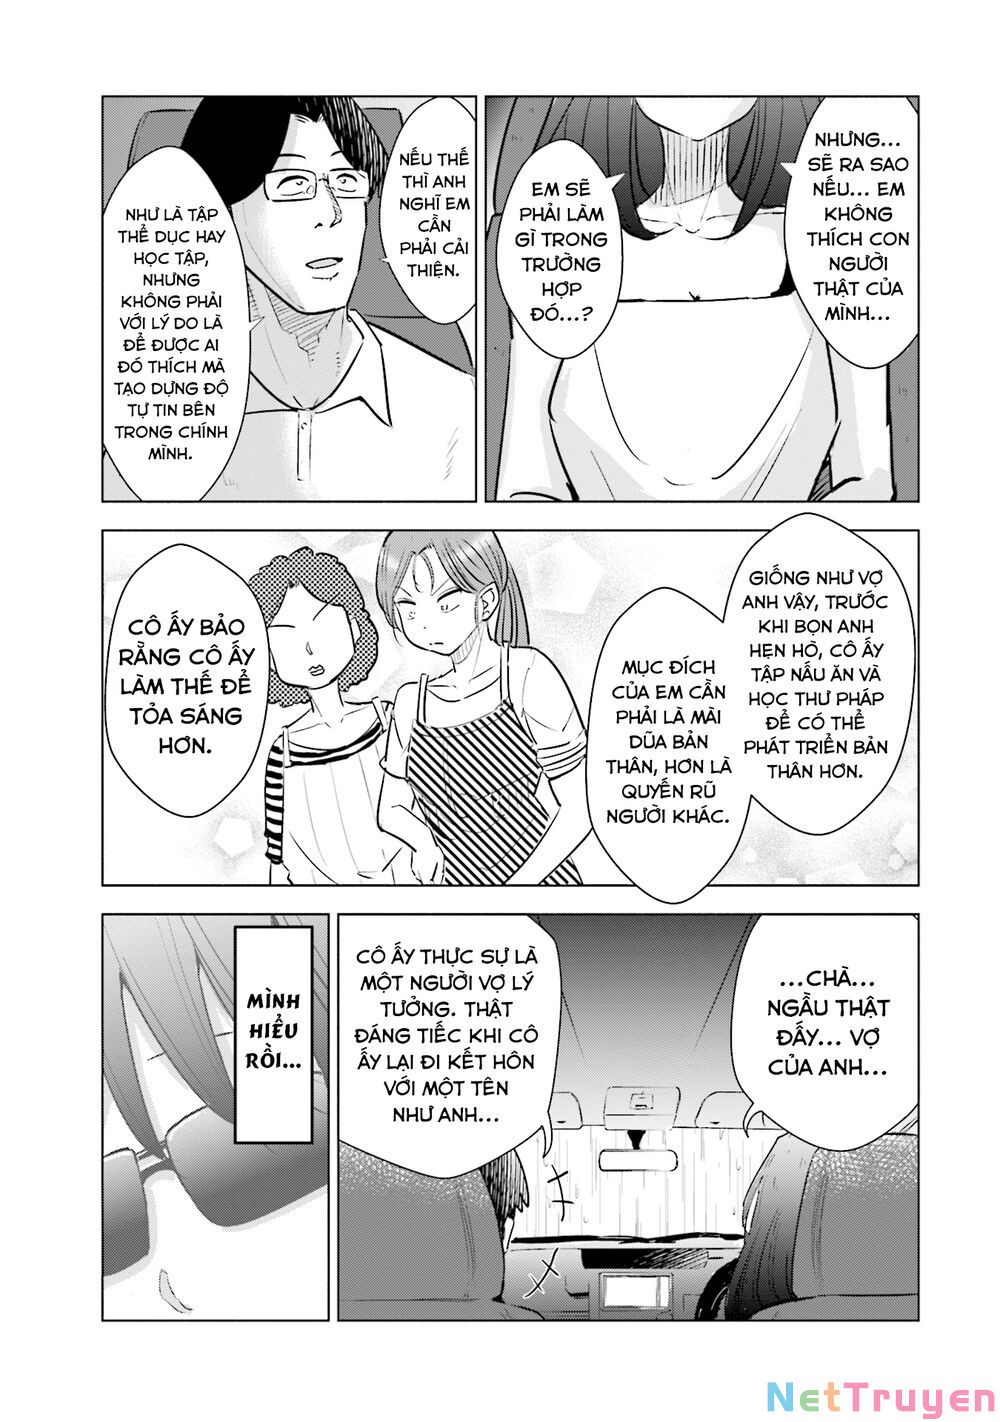 NHƯNG...
SẼ RA SAO
NẾU... EM
KHÔNG
THÍCH CON
NGƯỜI
THẬT CỦA
MÌNH...
EM SẼ
PHẢI LÀM
GÌ TRONG
TRƯỜNG
HỢP
ĐÓ...?
NẾU THẾ
THÌ ANH
NGHĨ EM
CẦN
PHẢI CẢI
THIỆN.
NHƯ LÀ TẬP
THỂ DỤC HAY
HỌC TẬP,
NHƯNG
KHÔNG PHẢI
VỚI LÝ DO LÀ
ĐỂ ĐƯỢC AI
ĐÓ THÍCH MÀ
TẠO DỰNG ĐỘ
TỰ TIN BÊN
TRONG CHÍNH
MÌNH.
GIỐNG NHƯ VỢ
ANH VẬY, TRƯỚC
KHI BỌN ANH
HẸN HÒ, CÔ ẤY
TẬP NẤU ĂN VÀ
HỌC THƯ PHÁP
ĐỂ CÓ THỂ
PHÁT TRIỂN BẢN
THÂN HƠN.
MỤC ĐÍCH
CỦA EM CẦN
PHẢI LÀ MÀI
DŨA BẢN
THÂN, HƠN LÀ
QUYẾN RŨ
NGƯỜI KHÁC.
CÔ ẤY BẢO
RẰNG CÔ ẤY
LÀM THẾ ĐỂ
TỎA SÁNG
HƠN.
...CHÀ...
NGẦU THẬT
ĐẤY... VỢ
CỦA ANH...
CÔ ẤY THỰC SỰ LÀ
MỘT NGƯỜI VỢ LÝ
TƯỞNG. THẬT
ĐÁNG TIẾC KHI CÔ
ẤY LẠI ĐI KẾT HÔN
VỚI MỘT TÊN
NHƯ ANH...
MÌNH
HIỂU
RỒI...
NetTruyen